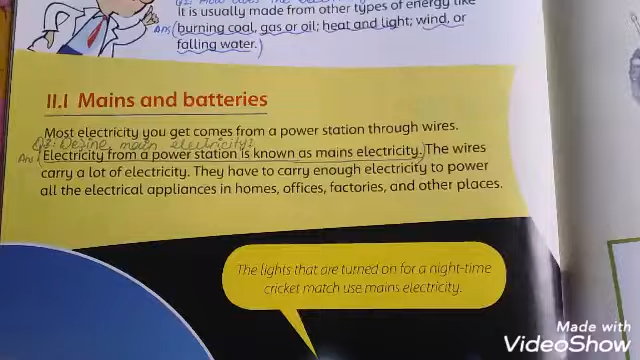 It is usually made from other types of energy like
Ans (burning coal, gas or oil; heat and light; wind, or
falling water.)
II.I Mains and batteries
Most electricity you get comes from a power station through wires.
Q2: Define main electricity?
Ans (Electricity from a power station is known as mains electricity.) The wires
carry a lot of electricity. They have to carry enough electricity to power
all the electrical appliances in homes, offices, factories, and other places.
The lights that are turned on for a night-time
cricket match use mains electricity.
Made with
VideoShow